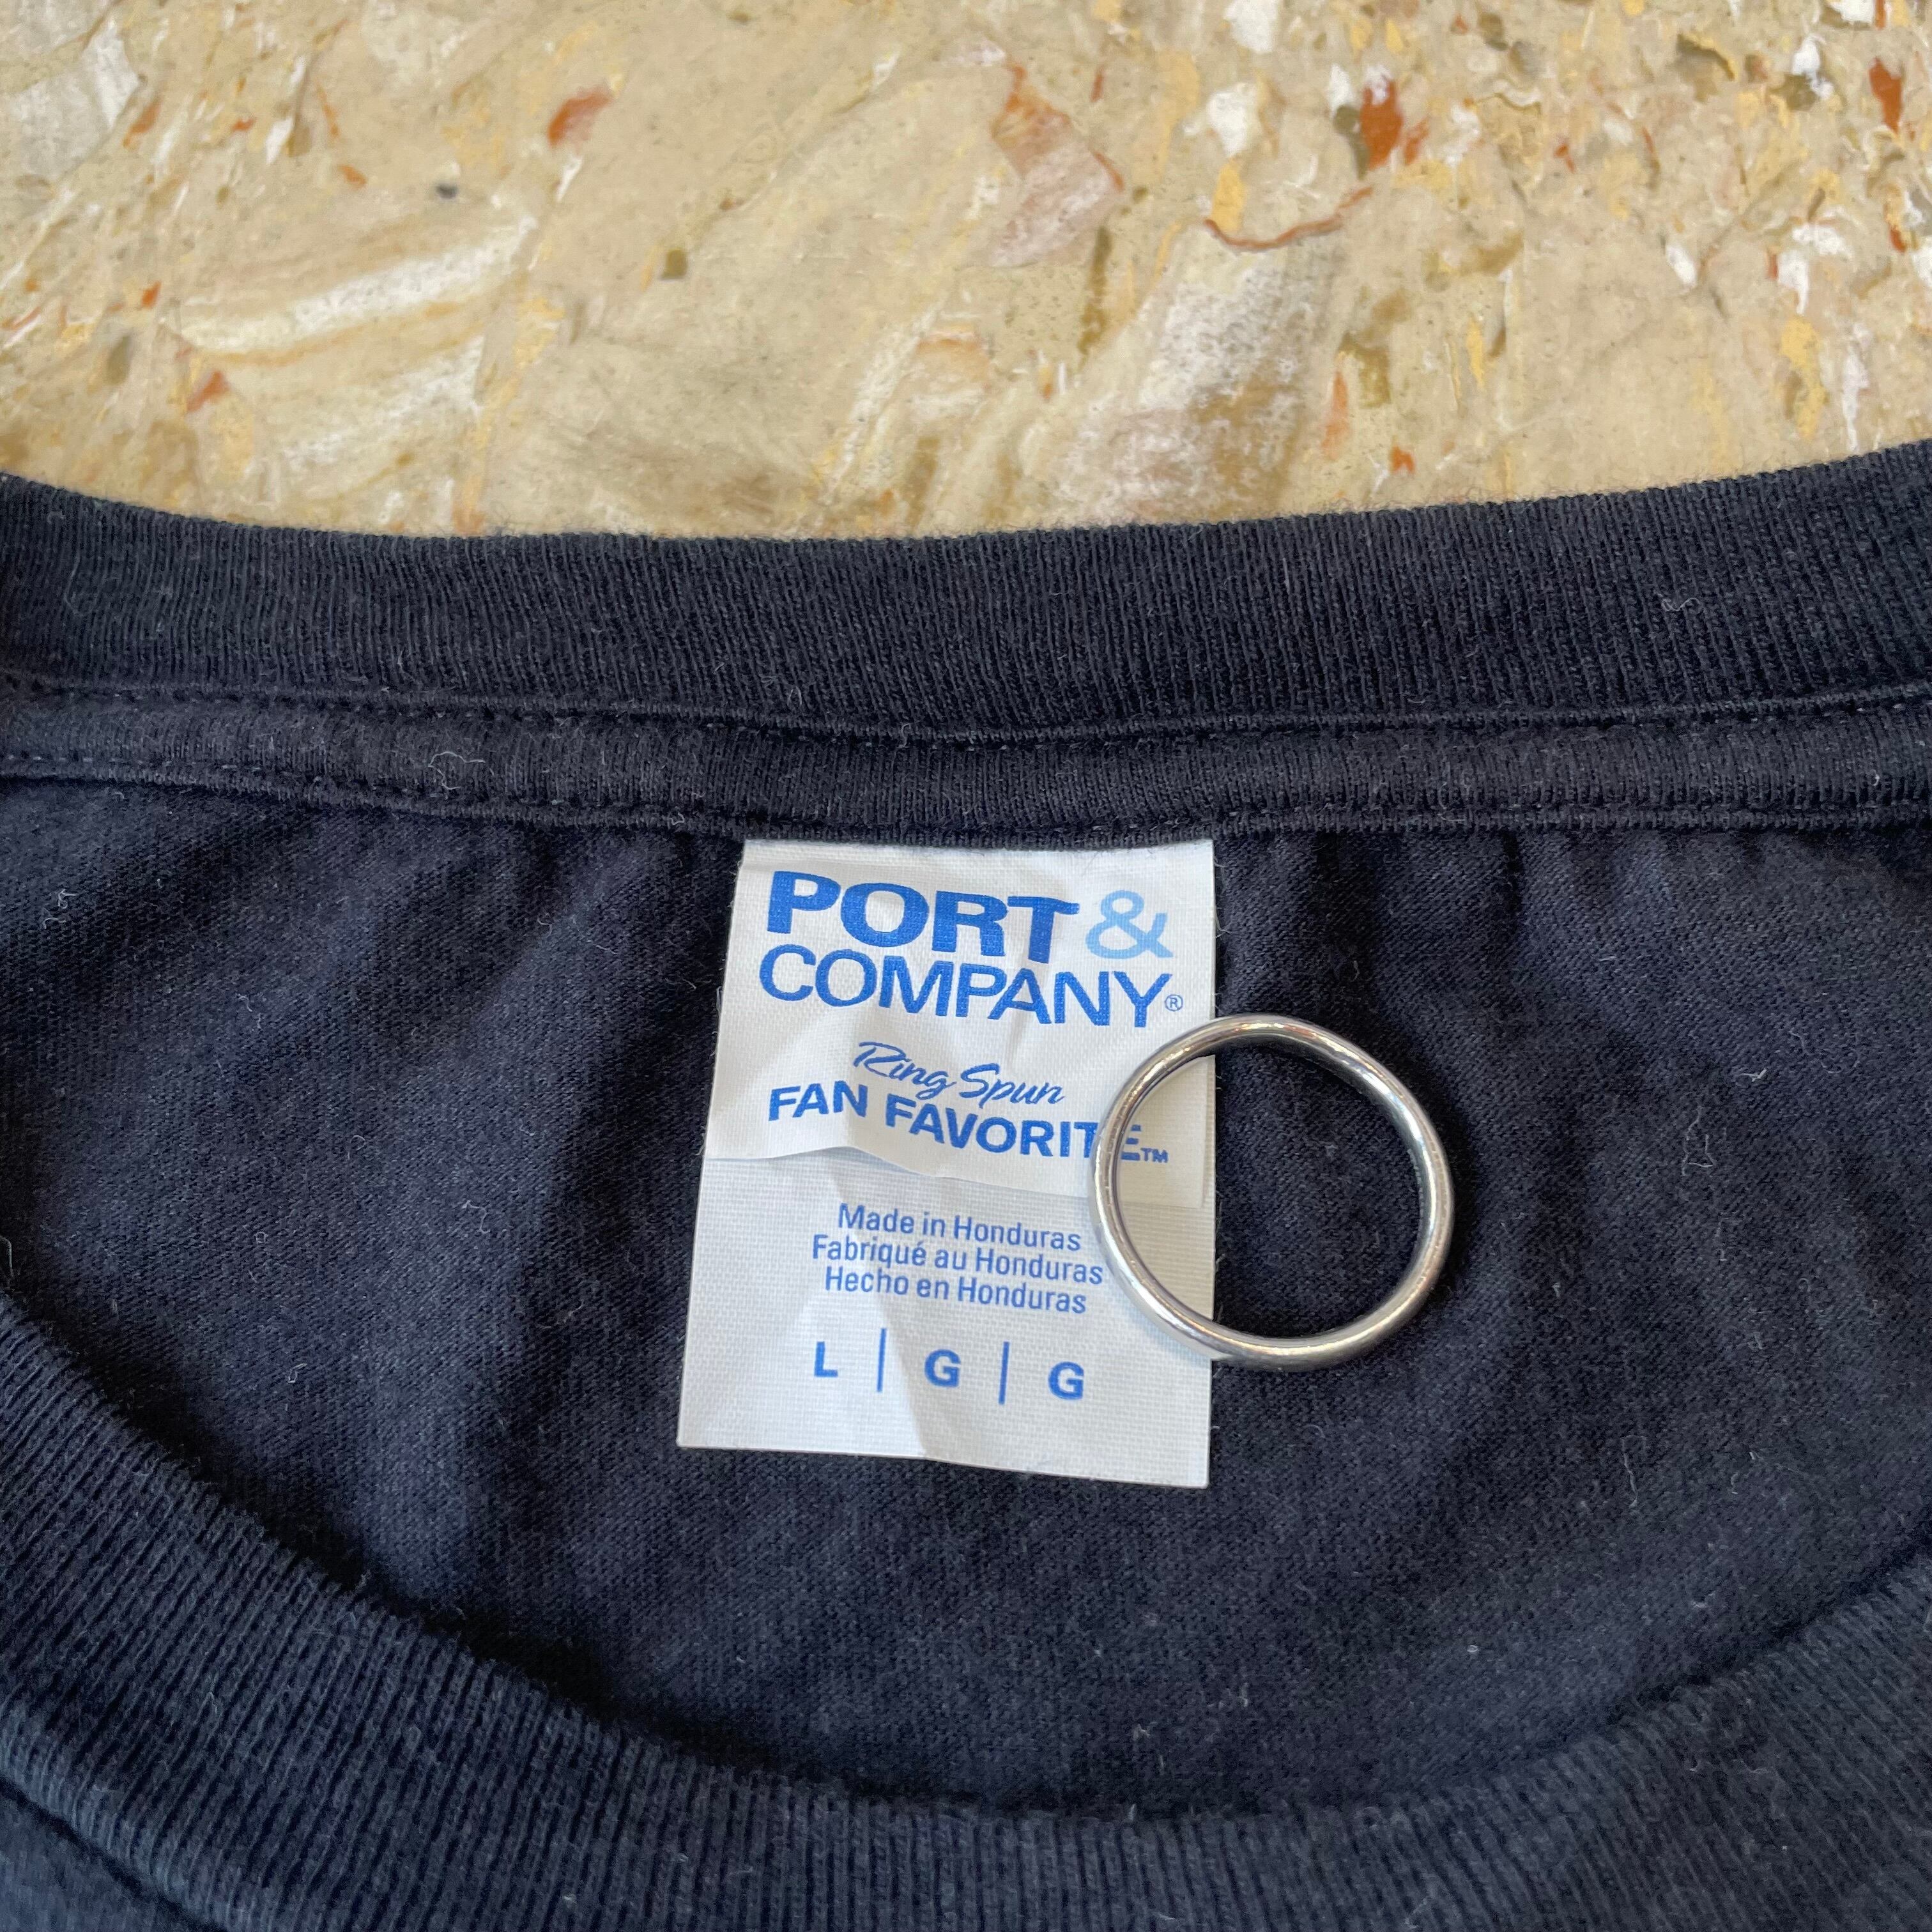 PORT &
COMPANY®
Ring Spun
FAN FAVORITE™
Made in Honduras
Fabriqué au Honduras
Hecho en Honduras
L | G | G